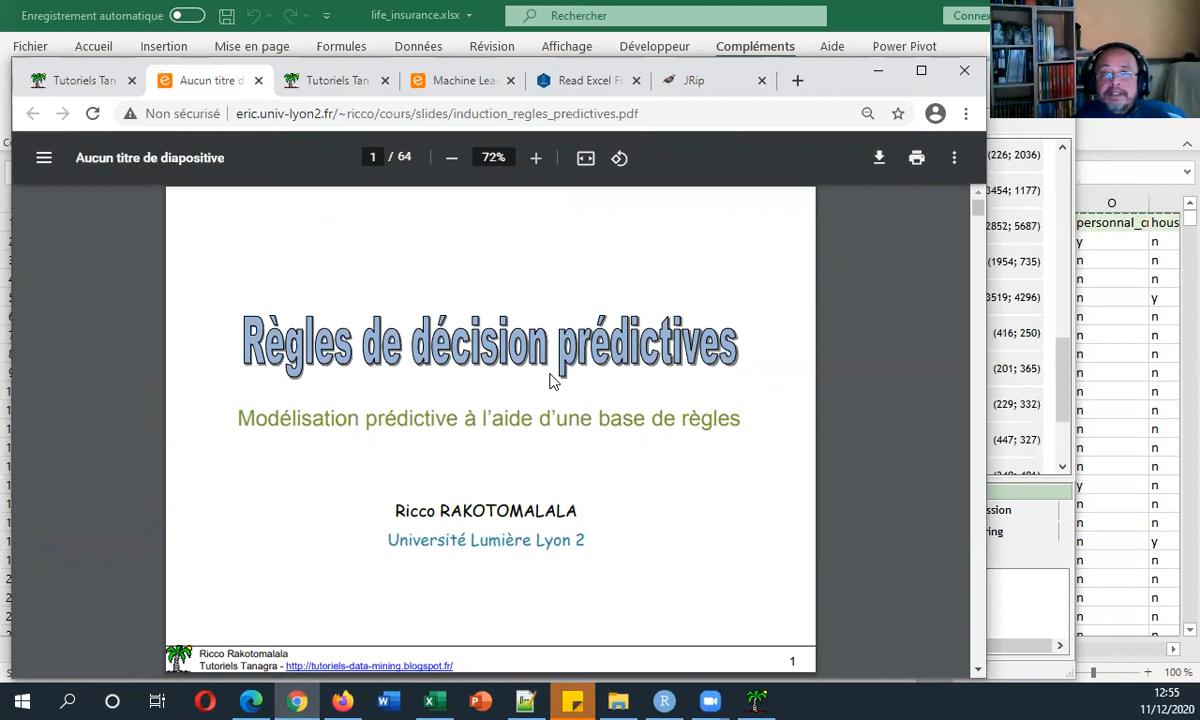 Enregistrement automatique
life_insurance.xlsx
Rechercher
Connex
Fichier Accueil Insertion Mise en page Formules Données Révision Affichage Développeur Compléments Aide Power Pivot
Tutoriels Tan Aucun titre d Tutoriels Tan Machine Lea Read Excel Fi JRip
Non sécurisé eric.univ-lyon2.fr/~ricco/cours/slides/induction_regles_predictives.pdf
Aucun titre de diapositive 1 / 64 72%
Règles de décision prédictives
Modélisation prédictive à l'aide d'une base de règles
Ricco RAKOTOMALALA
Université Lumière Lyon 2
Ricco Rakotomalala
Tutoriels Tanagra - http://tutoriels-data-mining.blogspot.fr/
1
(226; 2036)
3454; 1177)
2852; 5687)
(1954; 735)
3519; 4296)
(416; 250)
(201; 365)
(229; 332)
(447; 327)
ssion
ing
O
personnal_cr hous
y n
n n
n n
n y
n n
n n
n n
n n
n n
n n
n n
n n
n n
y n
n n
n n
n y
n n
n n
n n
n n
100 %
12:55
11/12/2020